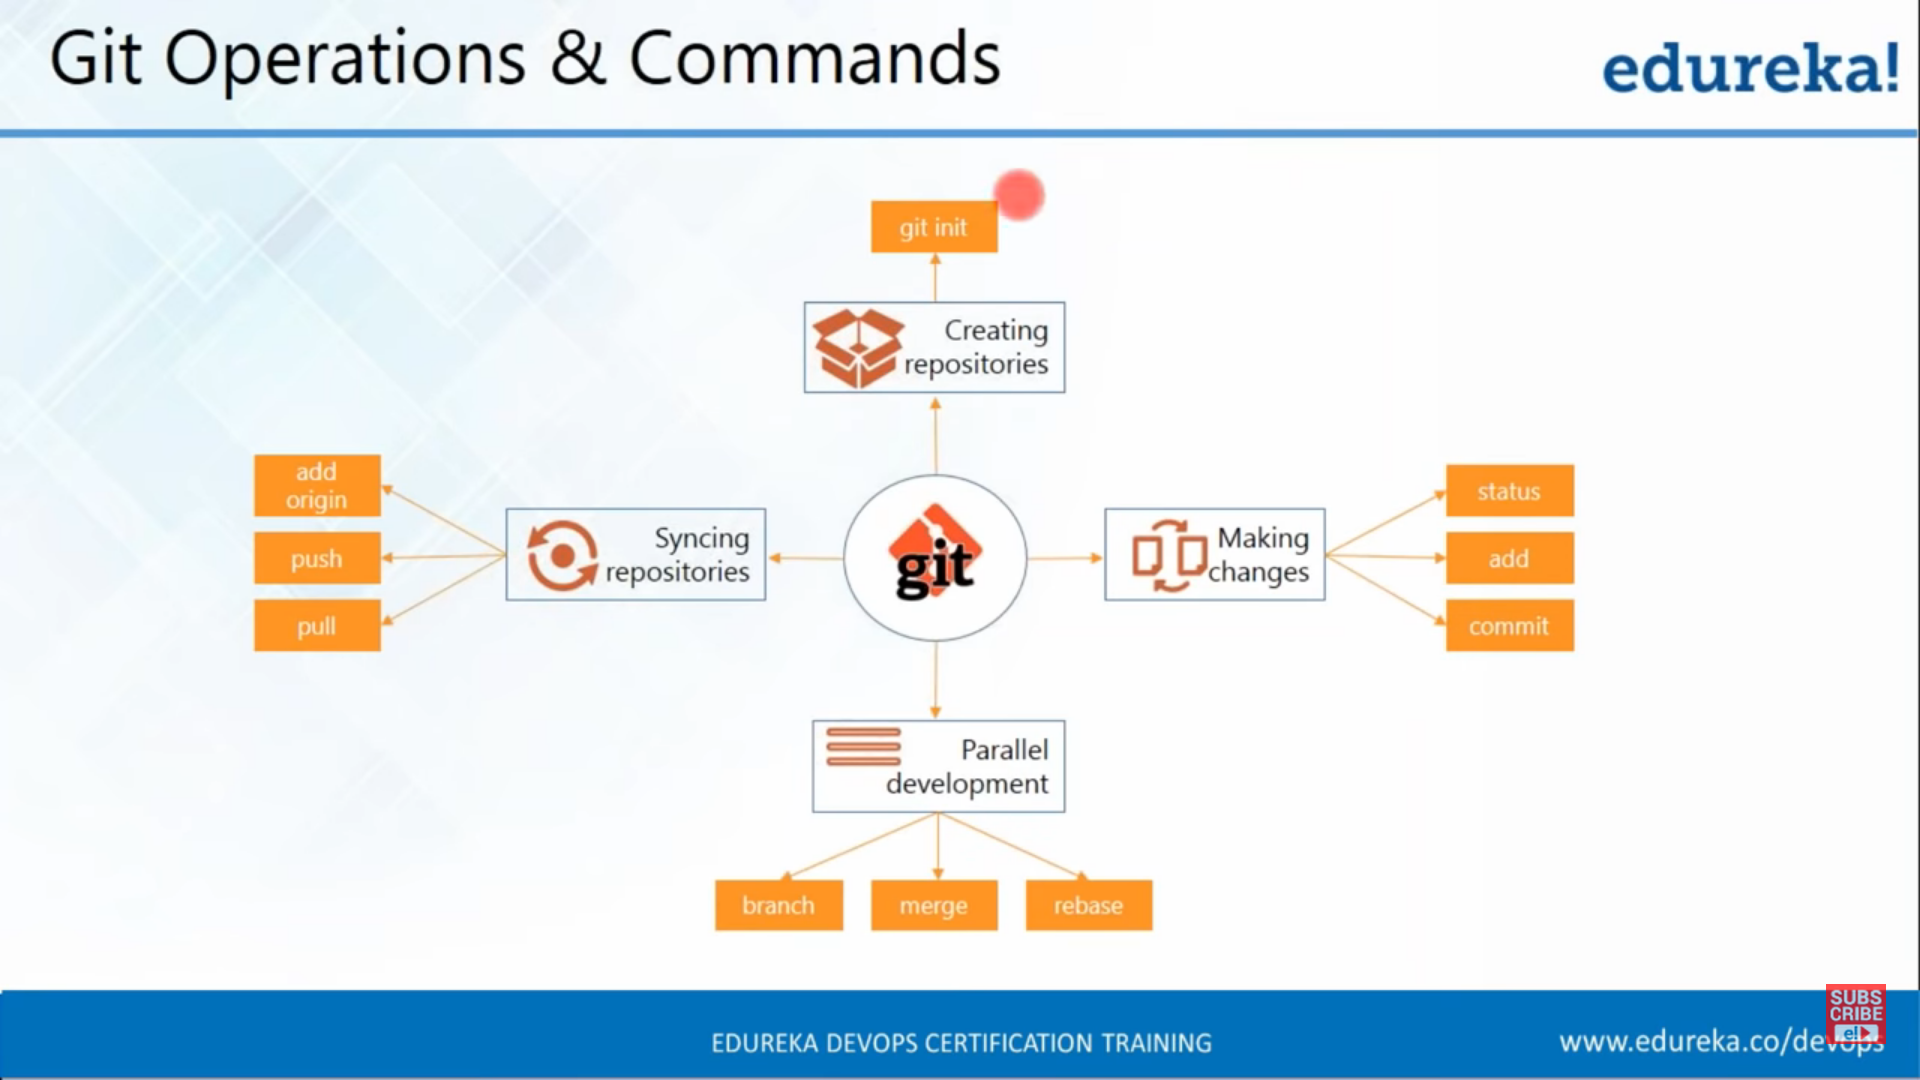 Git Operations & Commands
edureka!
git init
Creating
repositories
add
origin
push
pull
Syncing
repositories
git
Making
changes
status
add
commit
Parallel
development
branch
merge
rebase
EDUREKA DEVOPS CERTIFICATION TRAINING
www.edureka.co/devops
SUBS
CRIBE
e!